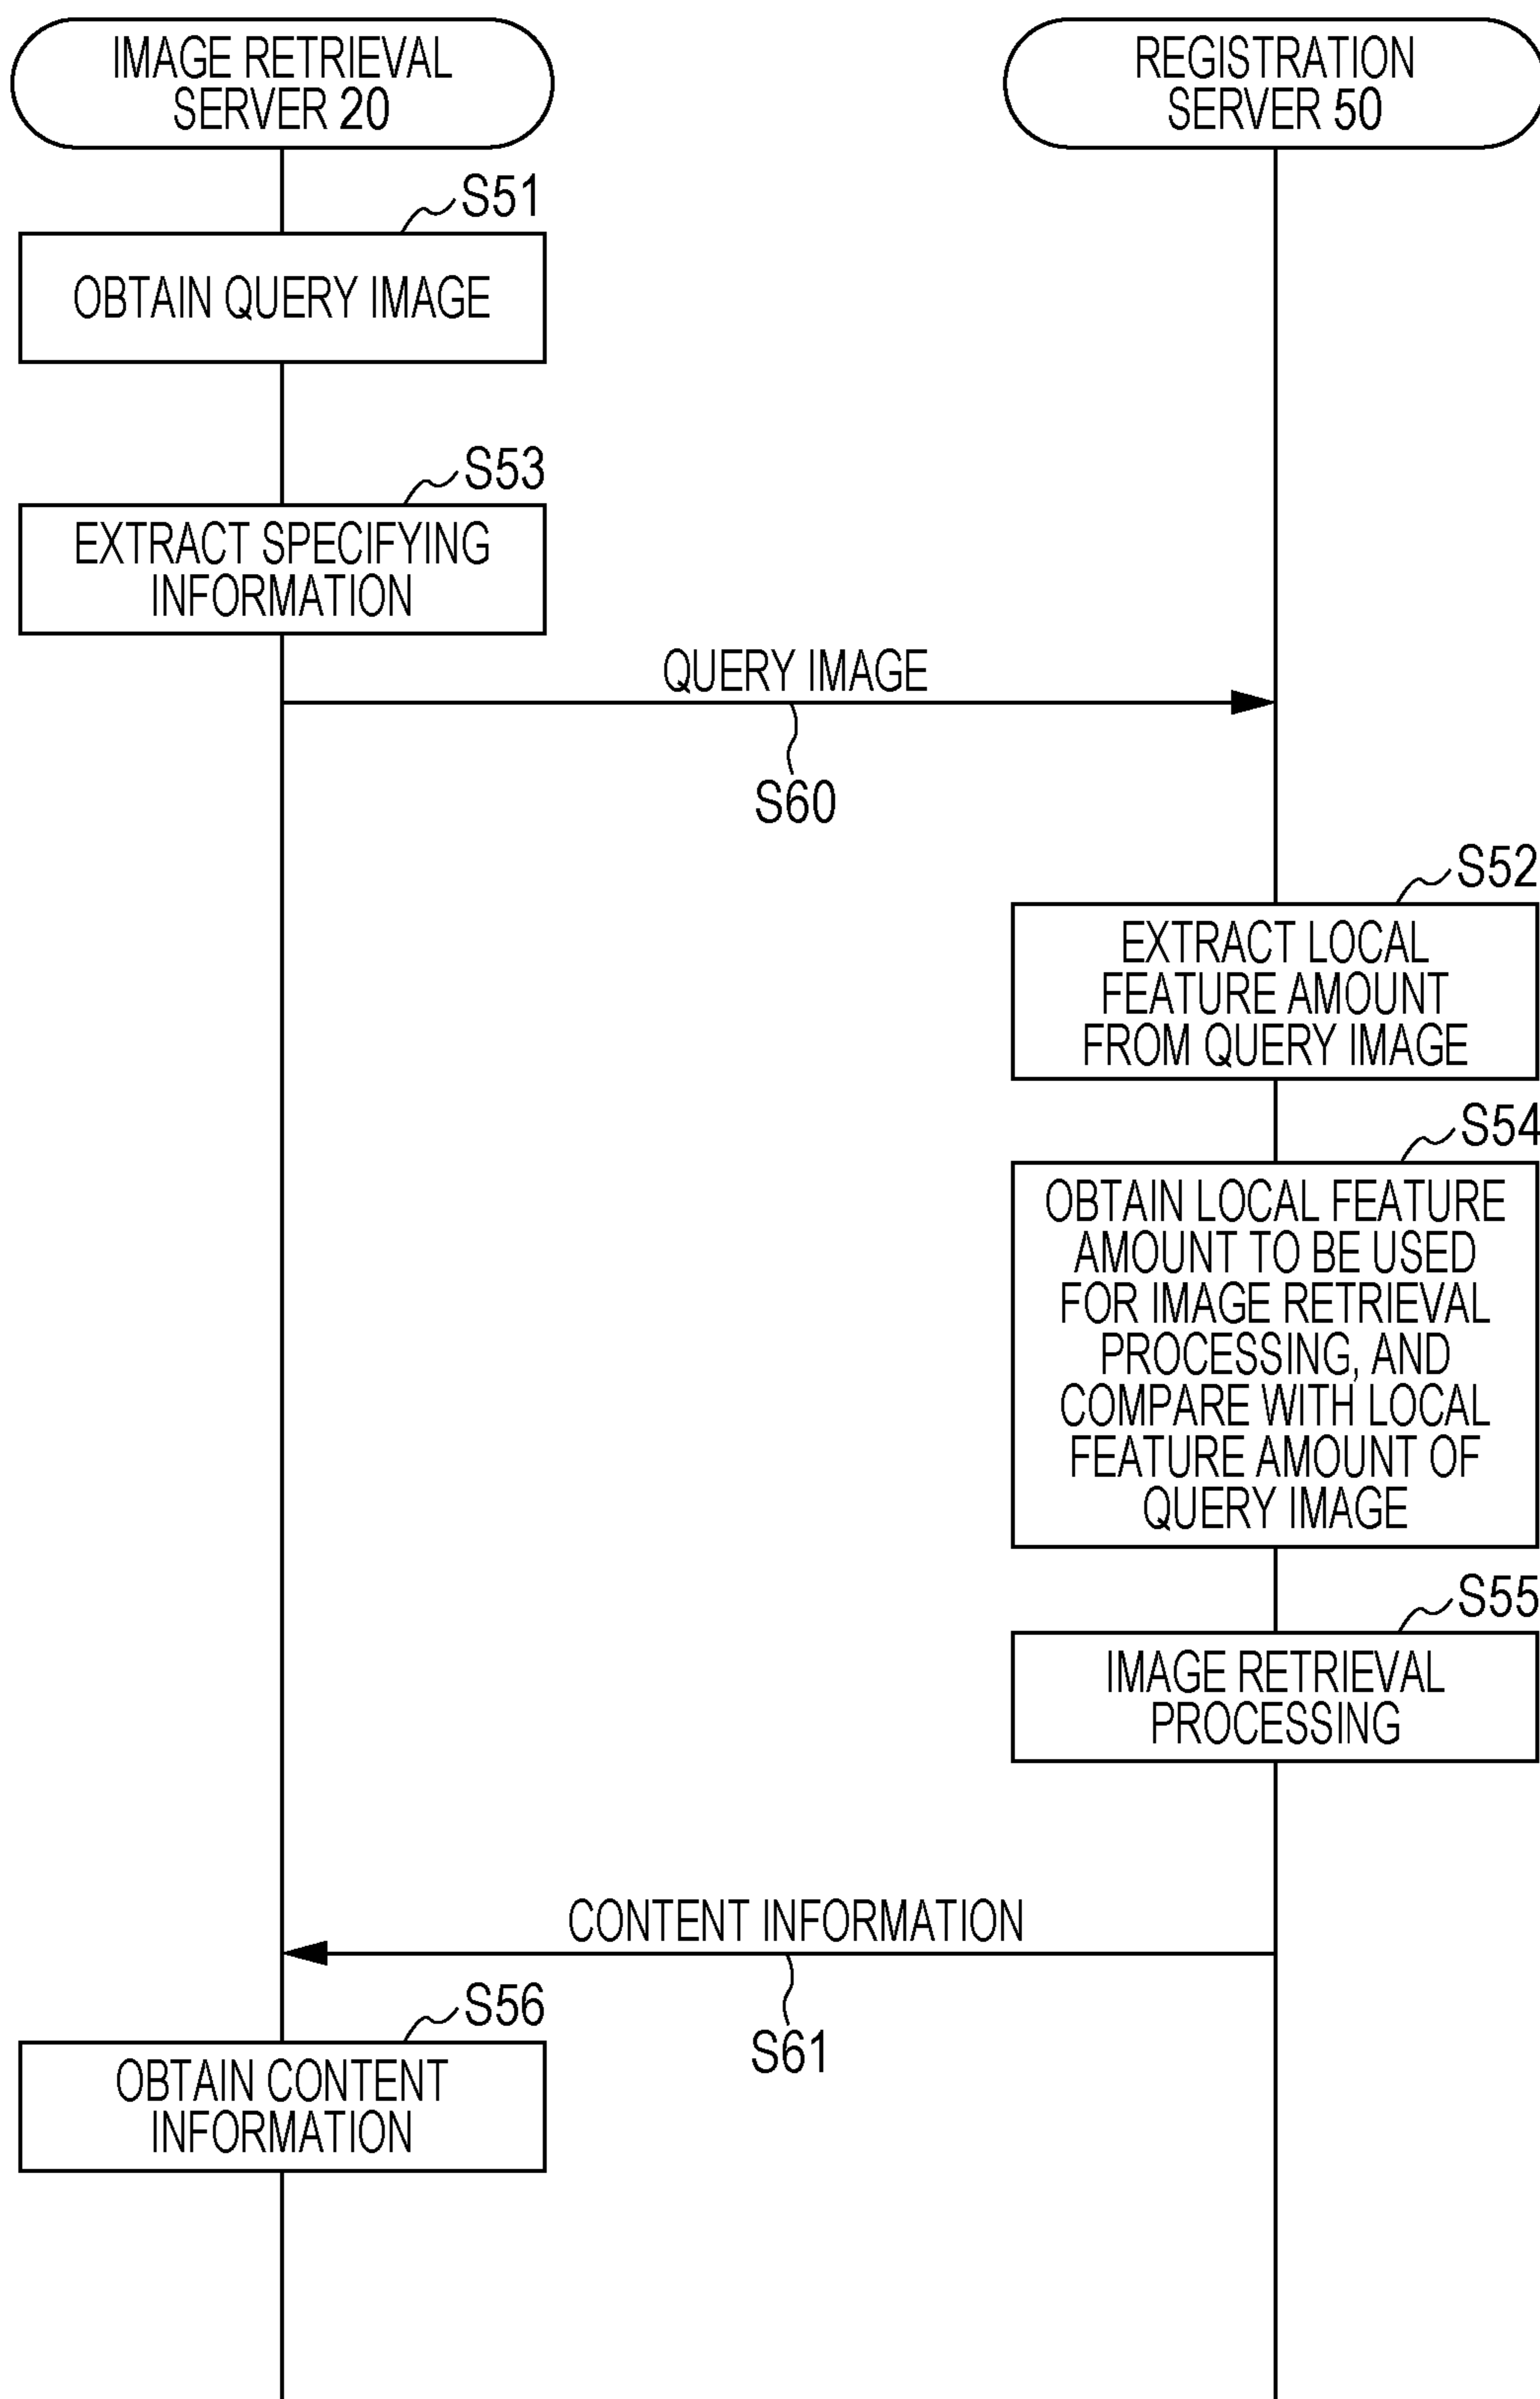 IMAGE RETRIEVAL
SERVER 20
REGISTRATION
SERVER 50
S51
OBTAIN QUERY IMAGE
S53
EXTRACT SPECIFYING
INFORMATION
QUERY IMAGE
S60
S52
EXTRACT LOCAL
FEATURE AMOUNT
FROM QUERY IMAGE
S54
OBTAIN LOCAL FEATURE
AMOUNT TO BE USED
FOR IMAGE RETRIEVAL
PROCESSING, AND
COMPARE WITH LOCAL
FEATURE AMOUNT OF
QUERY IMAGE
S55
IMAGE RETRIEVAL
PROCESSING
CONTENT INFORMATION
S61
S56
OBTAIN CONTENT
INFORMATION